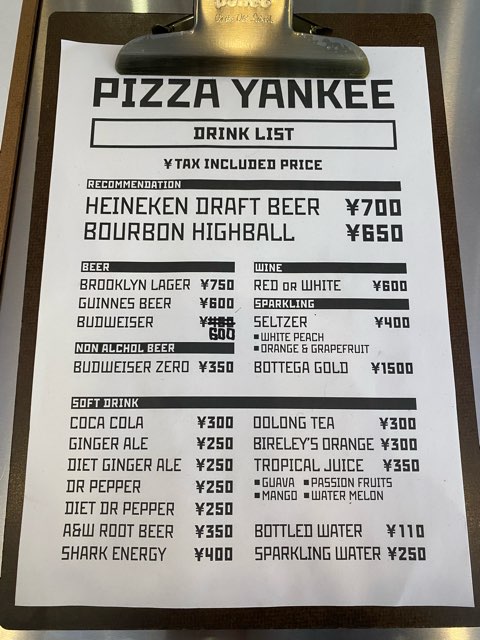 PIZZA YANKEE
DRINK LIST
¥TAX INCLUDED PRICE
RECOMMENDATION
HEINEKEN DRAFT BEER ¥700
BOURBON HIGHBALL ¥650
BEER
BROOKLYN LAGER ¥750
GUINNES BEER ¥600
BUDWEISER ¥
600
NON ALCHOL BEER
BUDWEISER ZERO ¥350
WINE
RED OR WHITE ¥600
SPARKLING
SELTZER ¥400
■WHITE PEACH
■ORANGE & GRAPEFRUIT
BOTTEGA GOLD ¥1500
SOFT DRINK
COCA COLA ¥300
GINGER ALE ¥250
DIET GINGER ALE ¥250
DR PEPPER ¥250
DIET DR PEPPER ¥250
A&W ROOT BEER ¥350
SHARK ENERGY ¥400
OOLONG TEA ¥300
BIRELEY'S ORANGE ¥300
TROPICAL JUICE ¥350
■GUAVA ■PASSION FRUITS
■MANGO ■WATER MELON
BOTTLED WATER ¥110
SPARKLING WATER ¥250